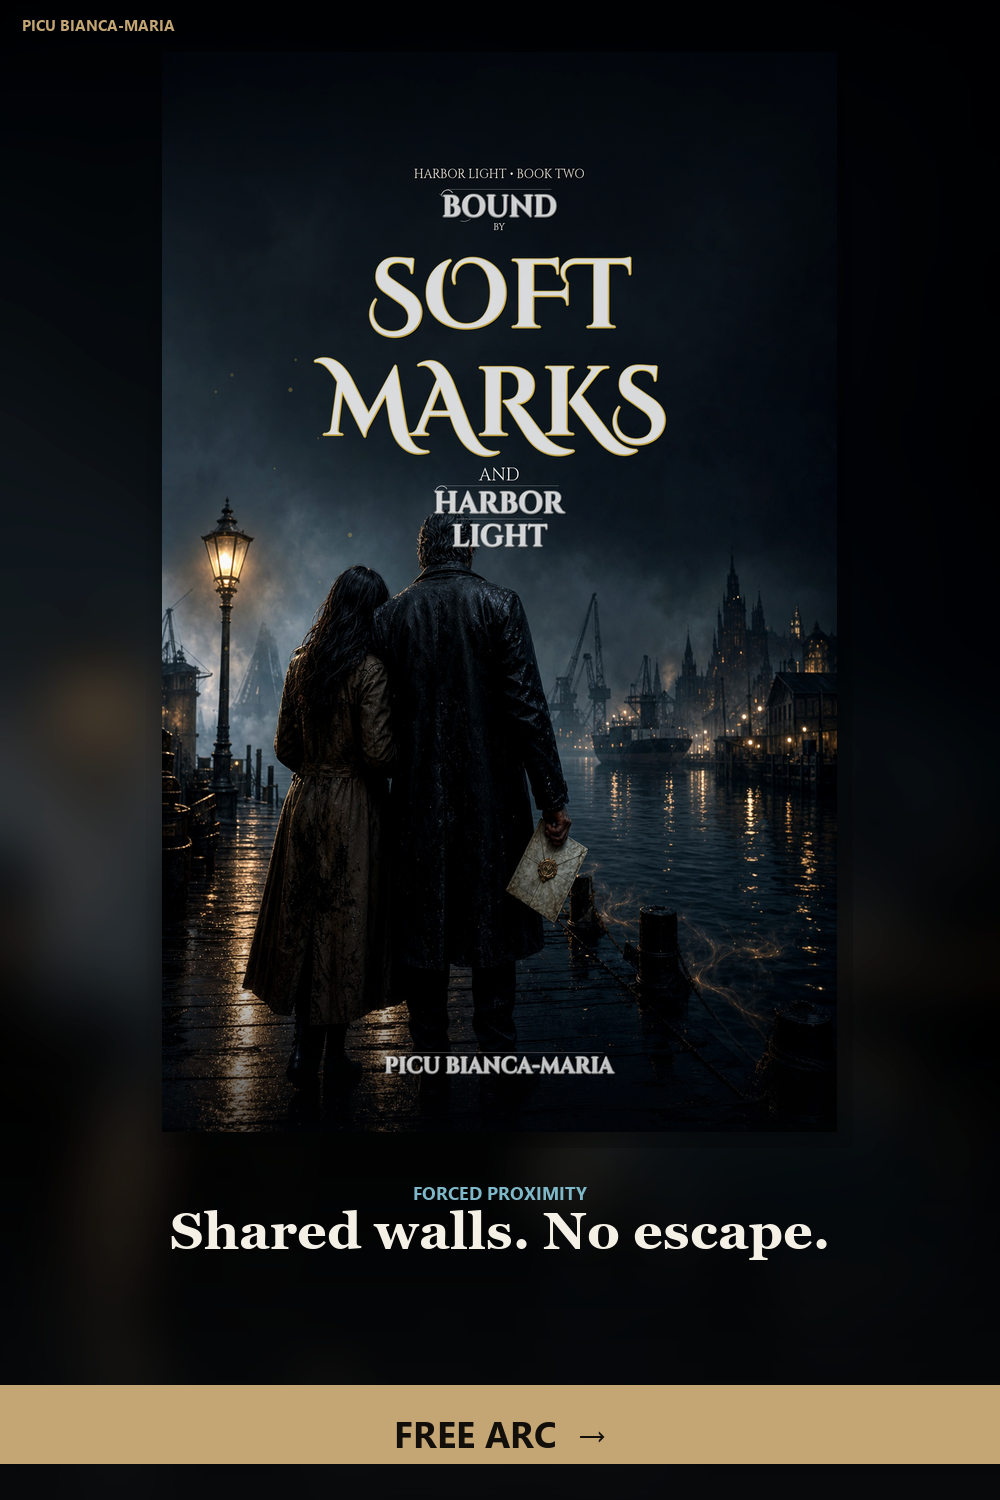 PICU BIANCA-MARIA
HARBOR LIGHT • BOOK TWO
BOUND
BY
SOFT
MARKS
AND
HARBOR
LIGHT
PICU BIANCA-MARIA
FORCED PROXIMITY
Shared walls. No escape.
FREE ARC →